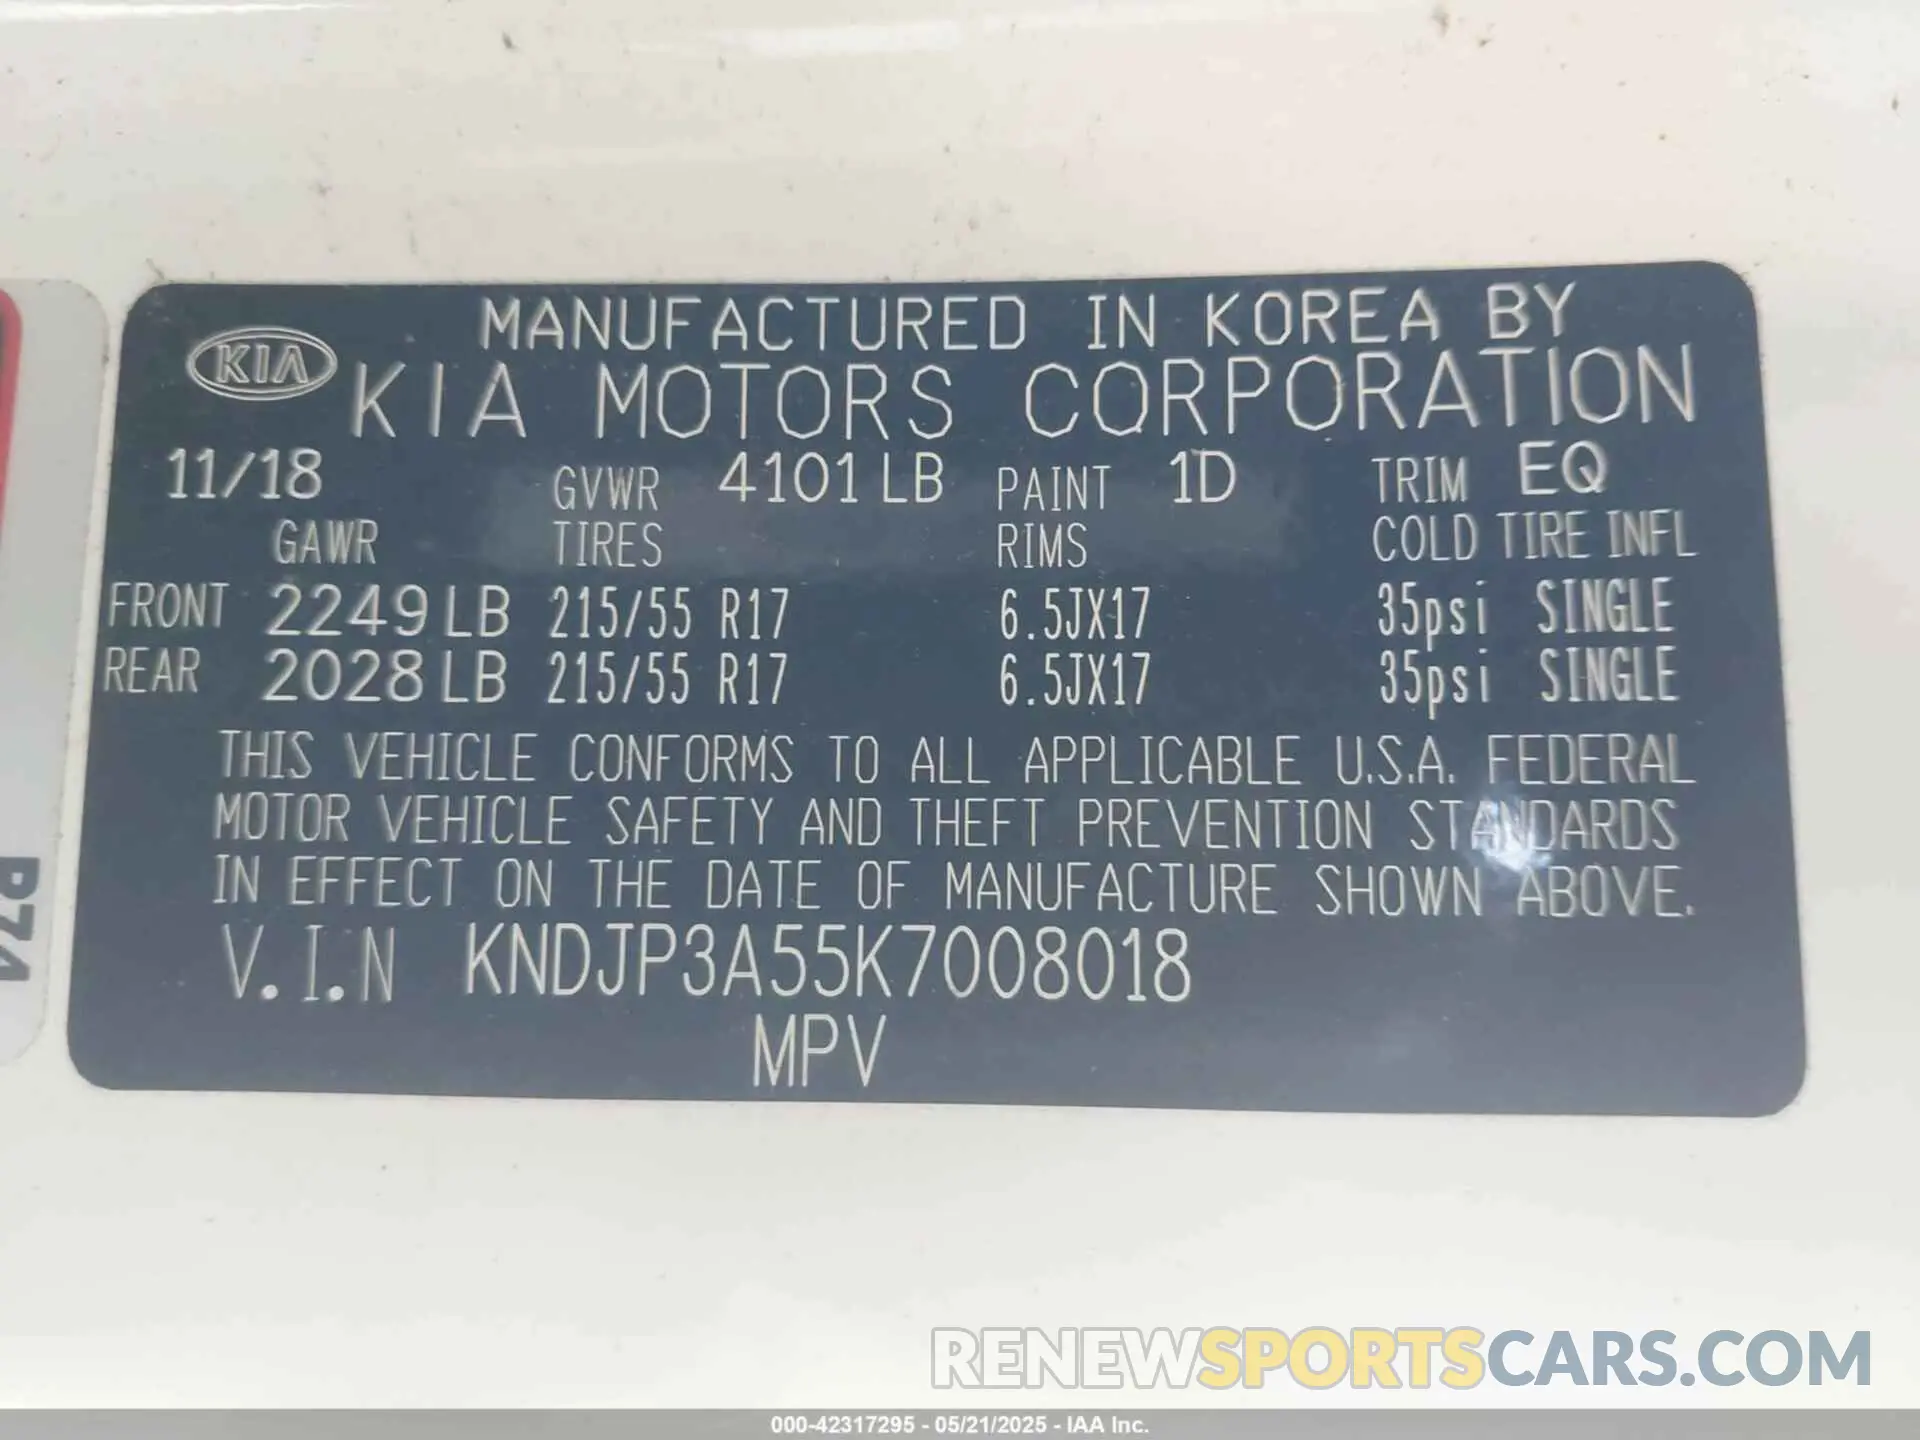 MANUFACTURED IN KOREA BY
KIA KIA MOTORS CORPORATION
11/18 GVWR 4101 LB PAINT 1D TRIM EQ
GAWR TIRES RIMS COLD TIRE INFL
FRONT 2249 LB 215/55 R17 6.5JX17 35psi SINGLE
REAR 2028 LB 215/55 R17 6.5JX17 35psi SINGLE
THIS VEHICLE CONFORMS TO ALL APPLICABLE U.S.A. FEDERAL
MOTOR VEHICLE SAFETY AND THEFT PREVENTION STANDARDS
IN EFFECT ON THE DATE OF MANUFACTURE SHOWN ABOVE.
V.I.N KNDJP3A55K7008018
MPV
RENEWSPORTSCARS.COM
000-42317295 - 05/21/2025 - IAA Inc.